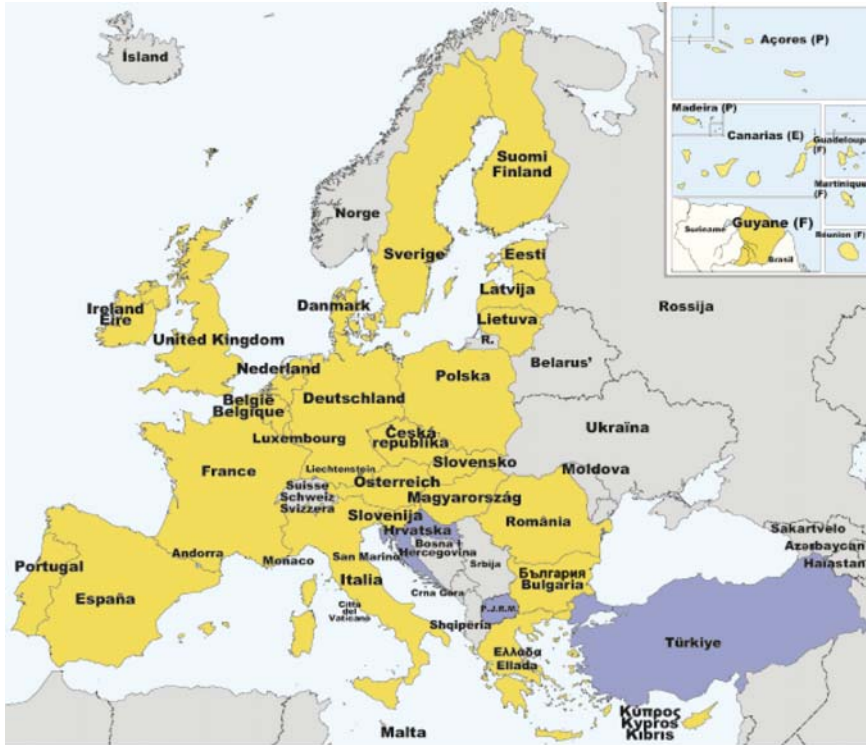 Ísland
Açores (P)
Madeira (P)
Canarias (E)
Guadeloupe
(F)
Martinique
(F)
Guyane (F)
Suriname
Brasil
Réunion (F)
Suomi
Finland
Norge
Sverige
Eesti
Latvija
Lietuva
R.
Rossija
Danmark
Ireland
Eire
United Kingdom
Nederland
België
Belgique
Deutschland
Polska
Belarus'
Luxembourg
Česká
republika
Ukraïna
France
Liechtenstein
Slovensko
Moldova
Suisse
Schweiz
Svizzera
Österreich
Magyarország
Slovenija
România
Hrvatska
Bosna i
Hercegovina
Srbija
Sakartvelo
Azərbaycan
Haiastan
Andorra
Monaco
San Marino
Portugal
España
Italia
Città
del
Vaticano
Crna Gora
България
Bulgaria
P.J.R.M.
Shqipëria
Türkiye
Ελλάδα
Ellada
Malta
Κύπρος
Kypros
Kıbrıs